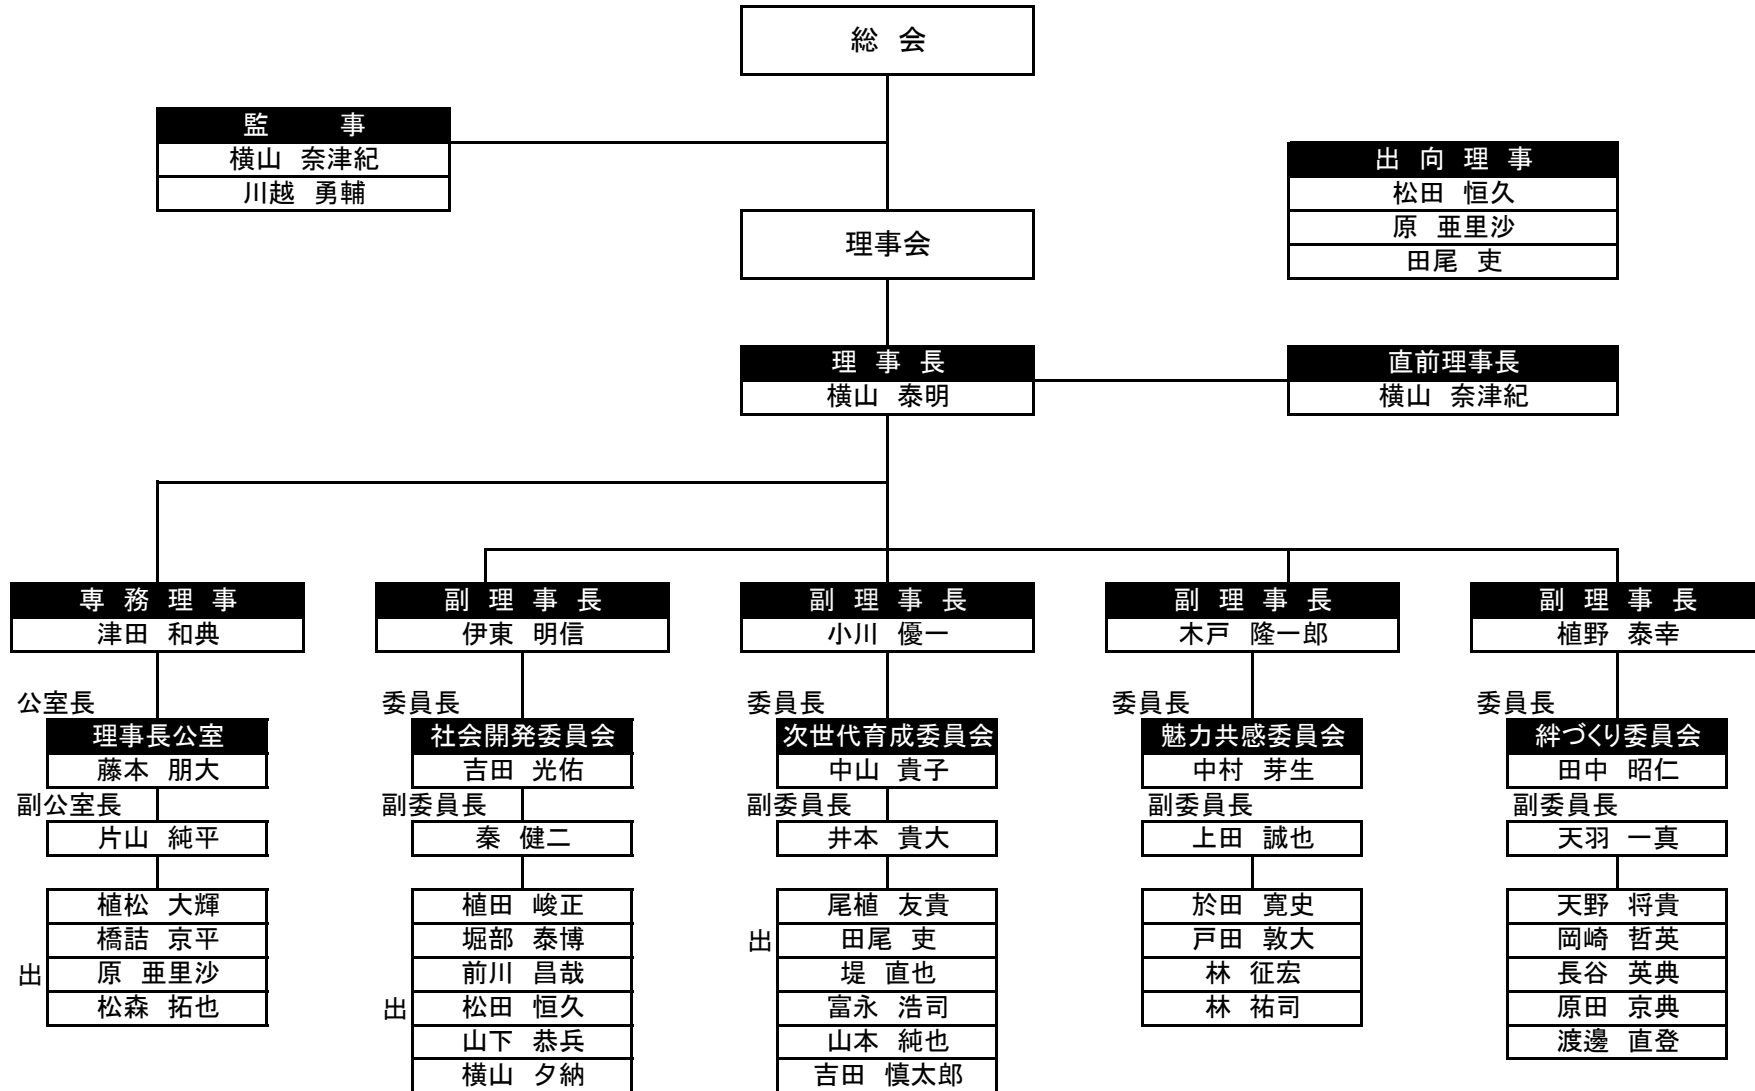 総 会
監 事
横山 奈津紀
川越 勇輔
出 向 理 事
松田 恒久
原 亜里沙
田尾 吏
理事会
理 事 長
横山 泰明
直前理事長
横山 奈津紀
専 務 理 事
津田 和典
公室長
理事長公室
藤本 朋大
副公室長
片山 純平
植松 大輝
橋詰 京平
出 原 亜里沙
松森 拓也
副 理 事 長
伊東 明信
委員長
社会開発委員会
吉田 光佑
副委員長
秦 健二
植田 峻正
堀部 泰博
前川 昌哉
出 松田 恒久
山下 恭兵
横山 夕納
副 理 事 長
小川 優一
委員長
次世代育成委員会
中山 貴子
副委員長
井本 貴大
尾植 友貴
出 田尾 吏
堤 直也
富永 浩司
山本 純也
吉田 慎太郎
副 理 事 長
木戸 隆一郎
委員長
魅力共感委員会
中村 芽生
副委員長
上田 誠也
於田 寛史
戸田 敦大
林 征宏
林 祐司
副 理 事 長
植野 泰幸
委員長
絆づくり委員会
田中 昭仁
副委員長
天羽 一真
天野 将貴
岡崎 哲英
長谷 英典
原田 京典
渡邊 直登